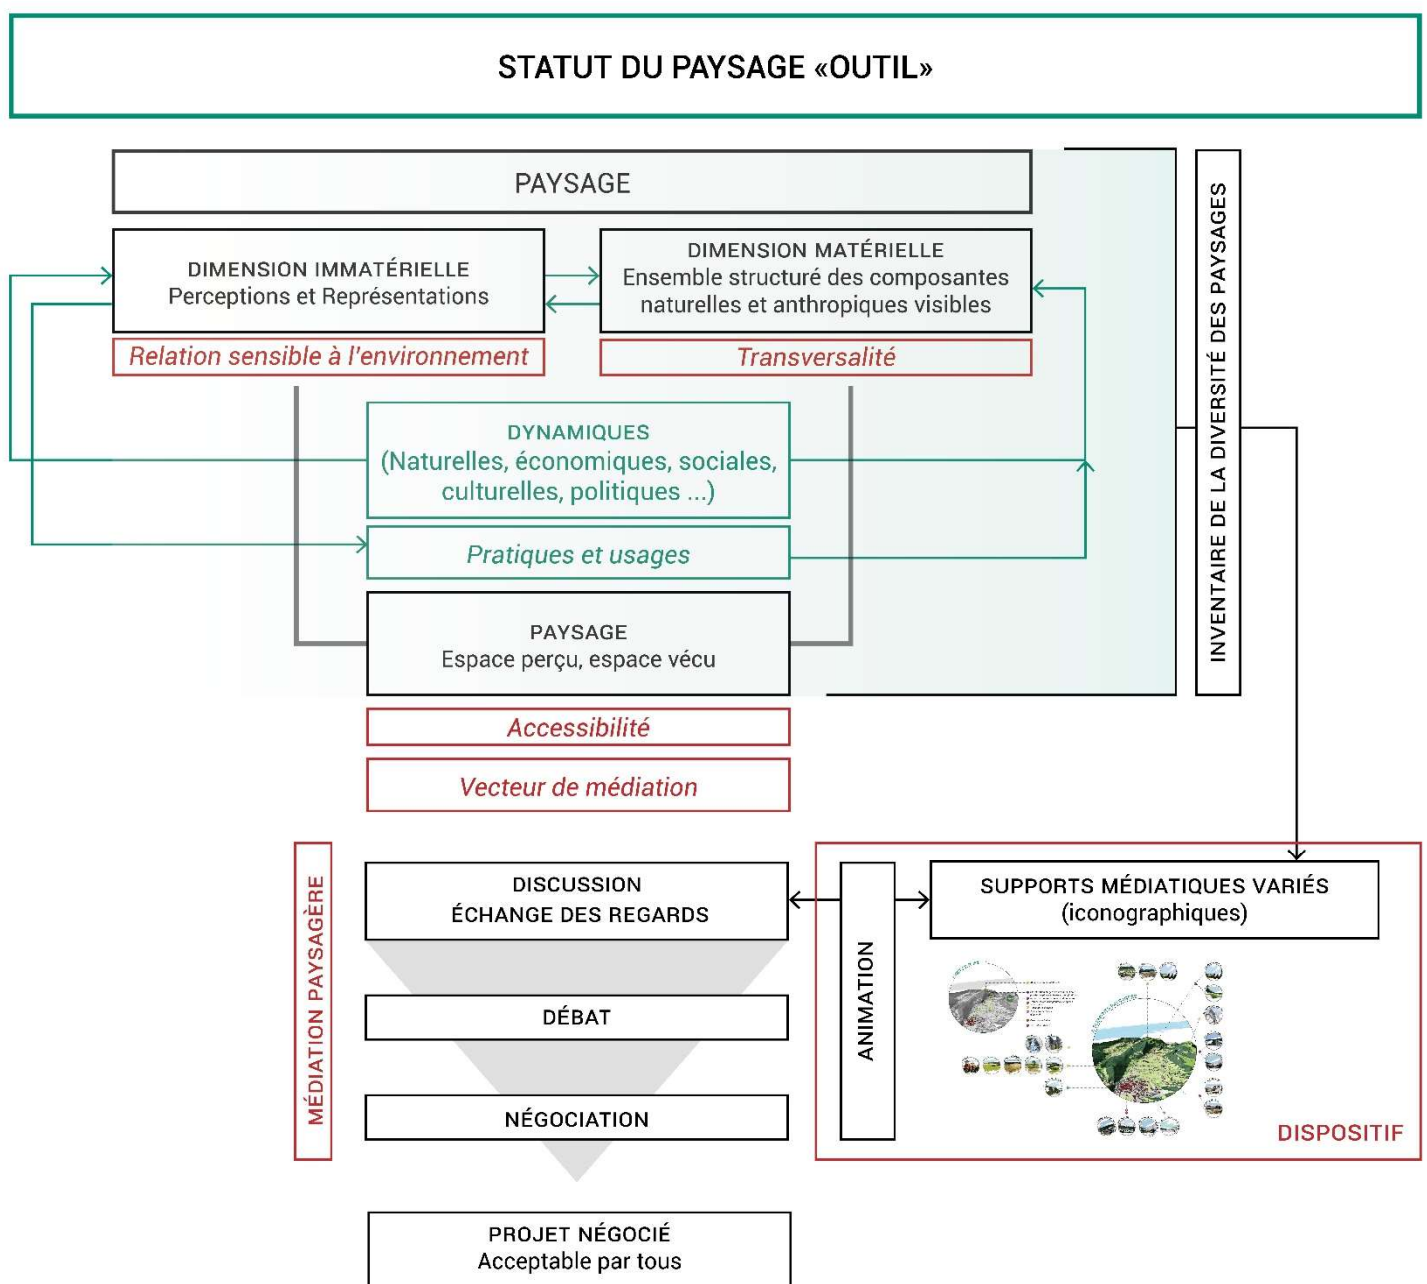 STATUT DU PAYSAGE «OUTIL»
PAYSAGE
DIMENSION IMMATÉRIELLE
Perceptions et Représentations
DIMENSION MATÉRIELLE
Ensemble structuré des composantes
naturelles et anthropiques visibles
Relation sensible à l'environnement
Transversalité
DYNAMIQUES
(Naturelles, économiques, sociales,
culturelles, politiques ...)
Pratiques et usages
PAYSAGE
Espace perçu, espace vécu
INVENTAIRE DE LA DIVERSITÉ DES PAYSAGES
Accessibilité
Vecteur de médiation
MÉDIATION PAYSAGÈRE
DISCUSSION
ÉCHANGE DES REGARDS
DÉBAT
NÉGOCIATION
PROJET NÉGOCIÉ
Acceptable par tous
ANIMATION
SUPPORTS MÉDIATIQUES VARIÉS
(iconographiques)
DISPOSITIF